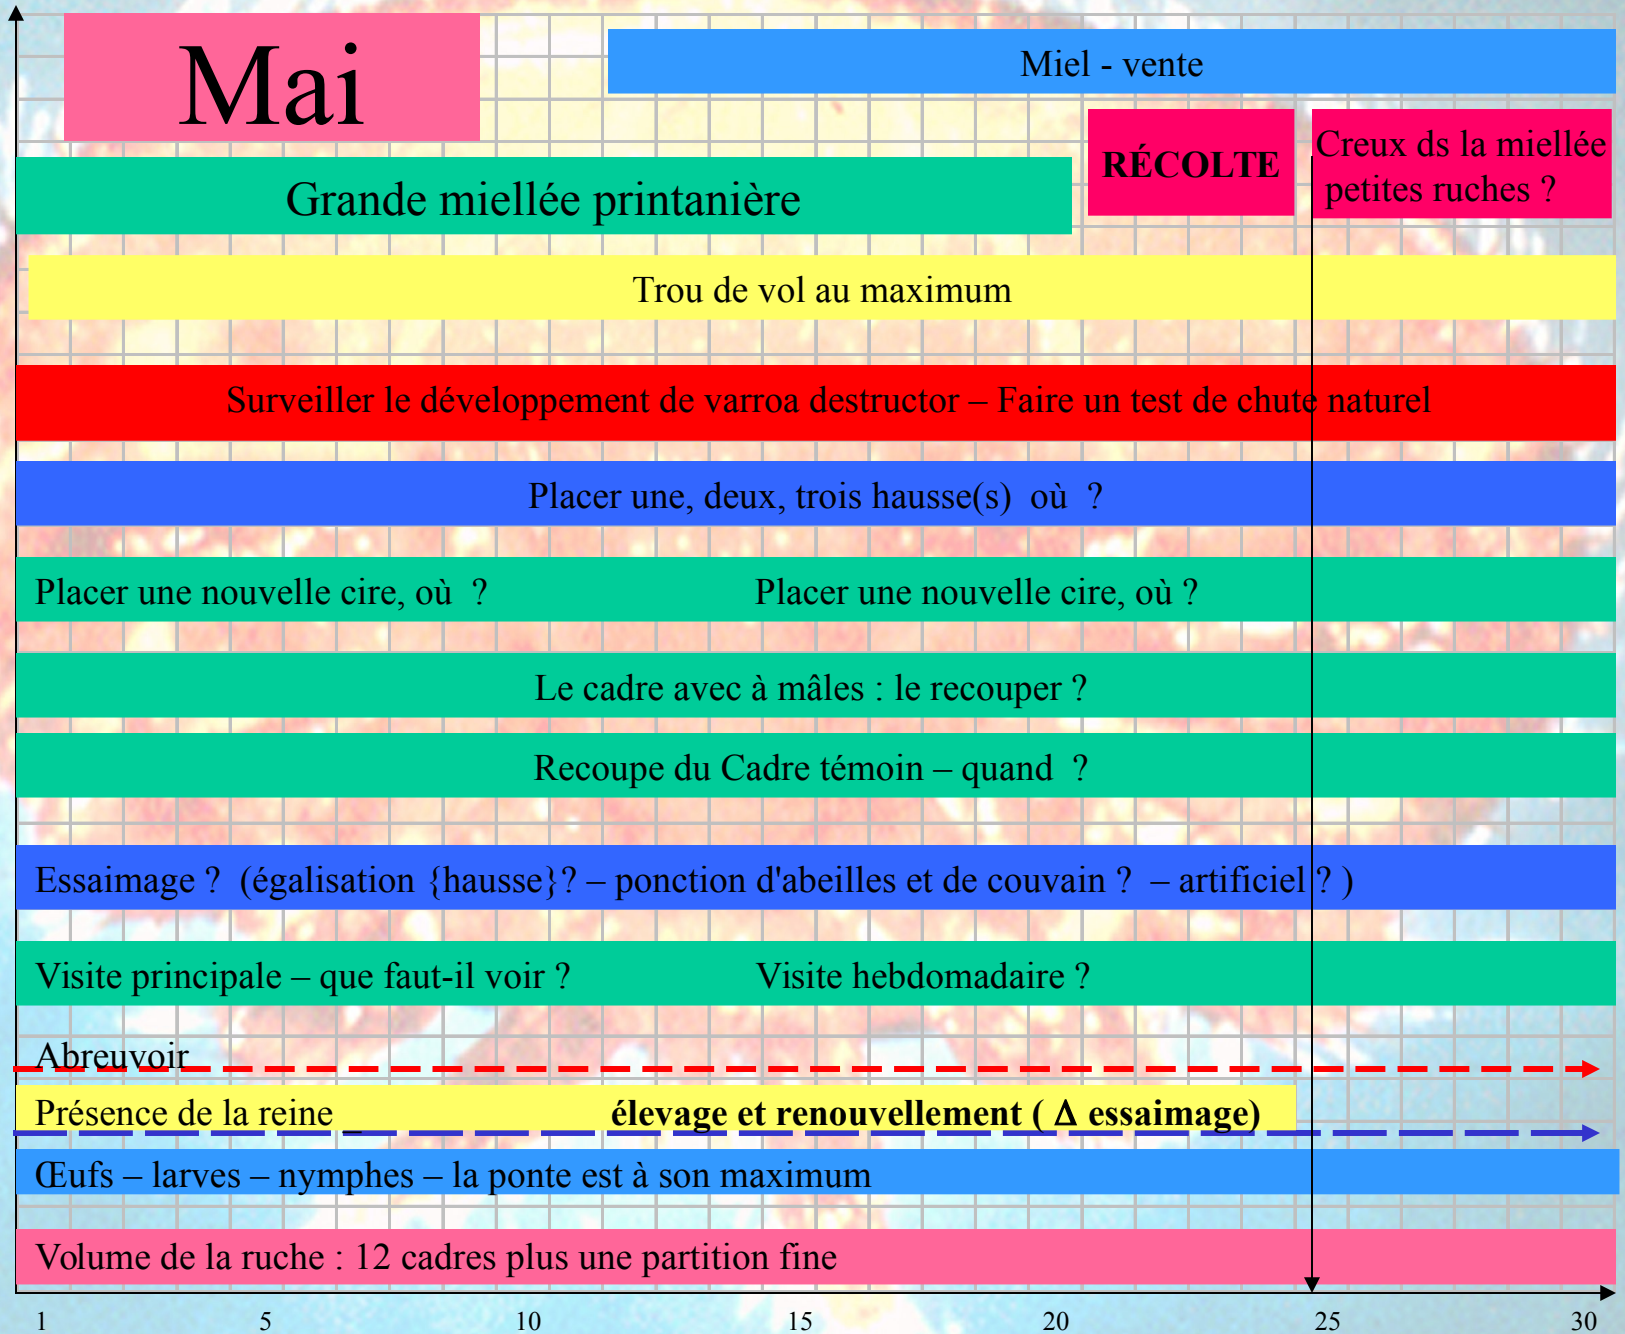 Mai
Miel - vente
RÉCOLTE
Creux ds la miellée
petites ruches ?
Grande miellée printanière
Trou de vol au maximum
Surveiller le développement de varroa destructor – Faire un test de chute naturel
Placer une, deux, trois hausse(s) où ?
Placer une nouvelle cire, où ? Placer une nouvelle cire, où ?
Le cadre avec à mâles : le recouper ?
Recoupe du Cadre témoin – quand ?
Essaimage ? (égalisation {hausse}? – ponction d'abeilles et de couvain ? – artificiel ? )
Visite principale – que faut-il voir ? Visite hebdomadaire ?
Abreuvoir
Présence de la reine _ élevage et renouvellement ( Δ essaimage)
Œufs – larves – nymphes – la ponte est à son maximum
Volume de la ruche : 12 cadres plus une partition fine
1 5 10 15 20 25 30